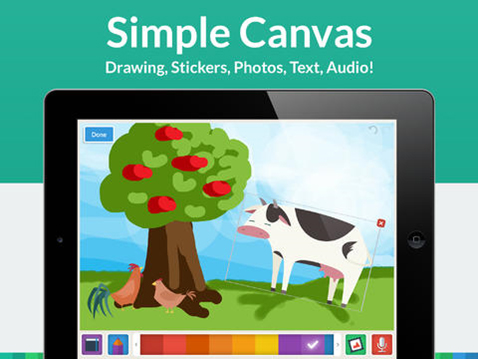 Simple Canvas
Drawing, Stickers, Photos, Text, Audio!
Done